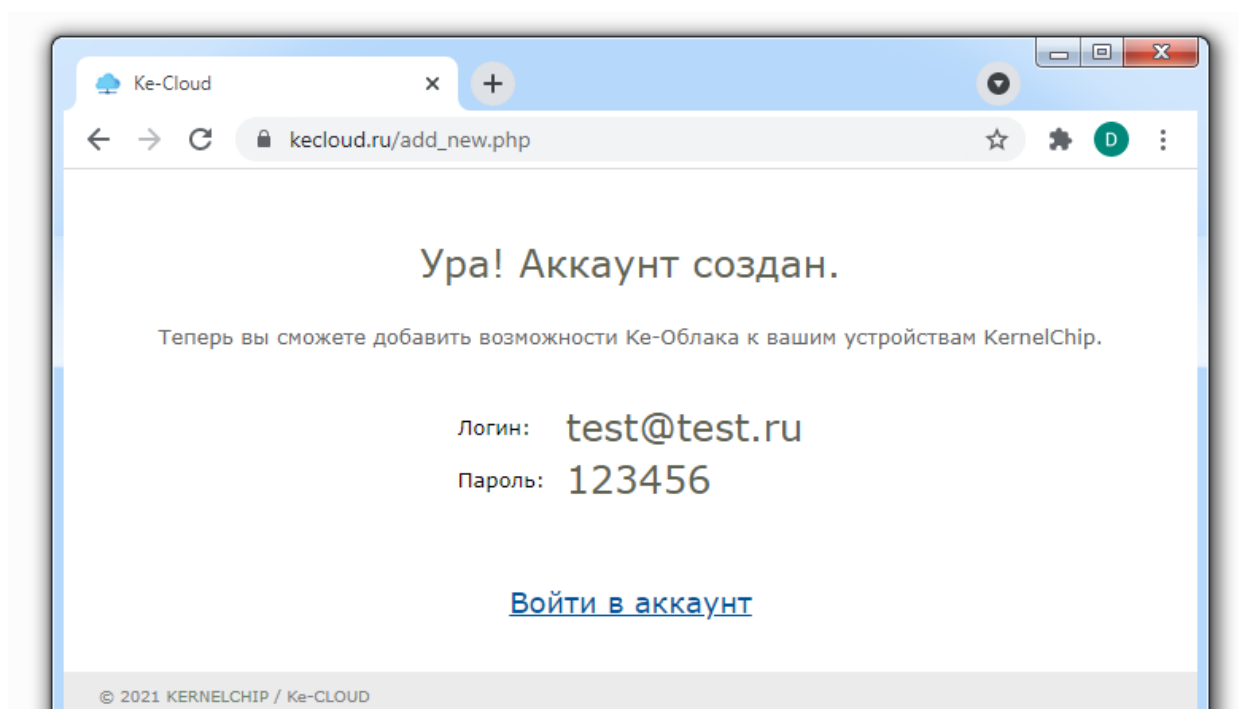 Ke-Cloud
kecloud.ru/add_new.php
D
Ура! Аккаунт создан.
Теперь вы сможете добавить возможности Ке-Облака к вашим устройствам KernelChip.
Логин: test@test.ru
Пароль: 123456
Войти в аккаунт
© 2021 KERNELCHIP / Ke-CLOUD